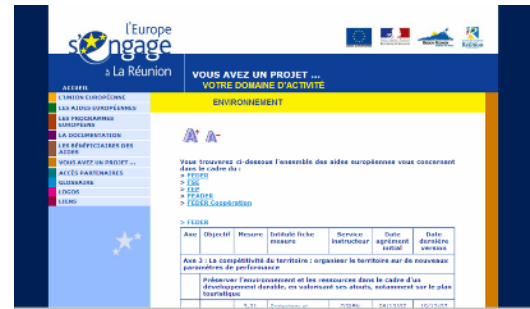 l'Europe
s'engage
à La Réunion
VOUS AVEZ UN PROJET ...
VOTRE DOMAINE D'ACTIVITÉ
ACCUEIL
L'UNION EUROPÉENNE
LES AIDES EUROPÉENNES
LES PROGRAMMES
EUROPÉENS
LA DOCUMENTATION
LES BÉNÉFICIAIRES DES
AIDES
VOUS AVEZ UN PROJET ...
ACCÈS PARTENAIRES
GLOSSAIRE
LOGOS
LIENS
ENVIRONNEMENT
A+ A-
Vous trouverez ci-dessous l'ensemble des aides européennes vous concernant
dans le cadre du :
> FEDER
> FSE
> FEP
> FEADER
> FEDER Coopération
> FEDER
Axe Objectif Mesure Intitulé fiche mesure Service instructeur Date agrément initial Date dernière version
Axe 3 : La compétitivité du territoire : organiser le territoire sur de nouveaux
paramètres de performance
Préserver l'environnement et les ressources dans le cadre d'un
développement durable, en valorisant ses atouts, notamment sur le plan
touristique